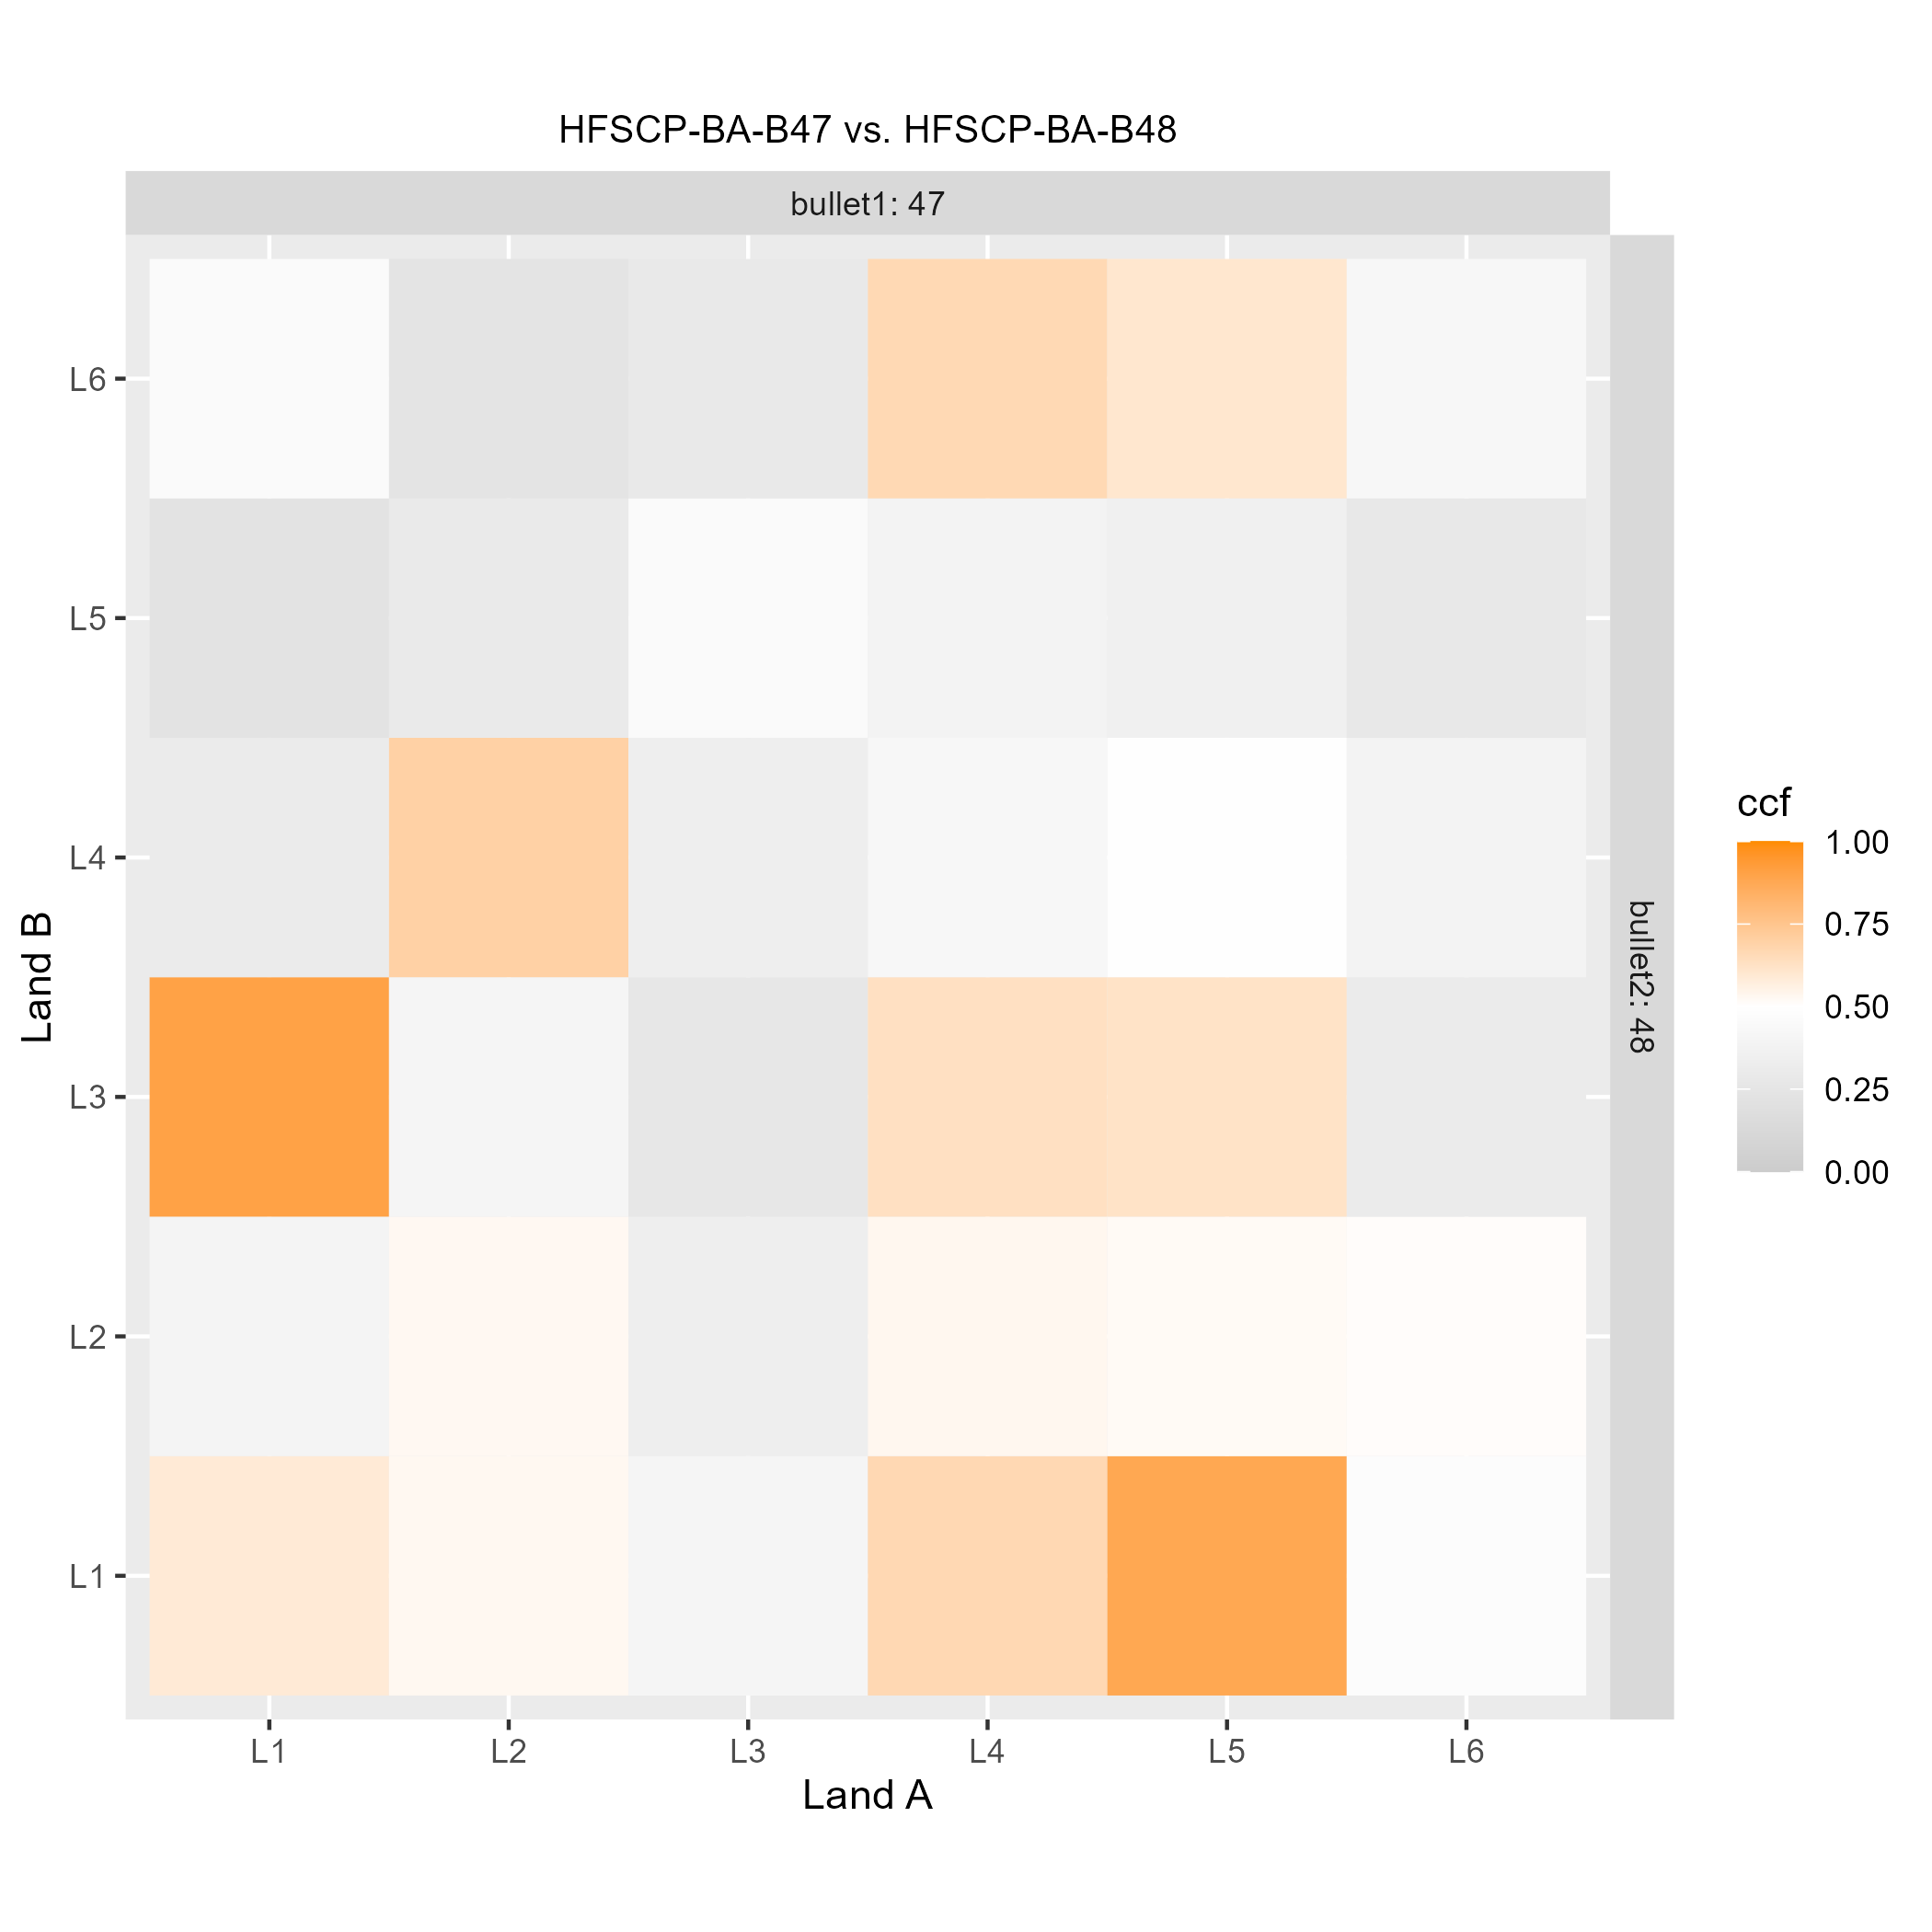 HFSCP-BA-B47 vs. HFSCP-BA-B48
bullet1: 47
L6
L5
L4
L3
L2
L1
Land B
L1 L2 L3 L4 L5 L6
Land A
bullet2: 48
ccf
1.00
0.75
0.50
0.25
0.00